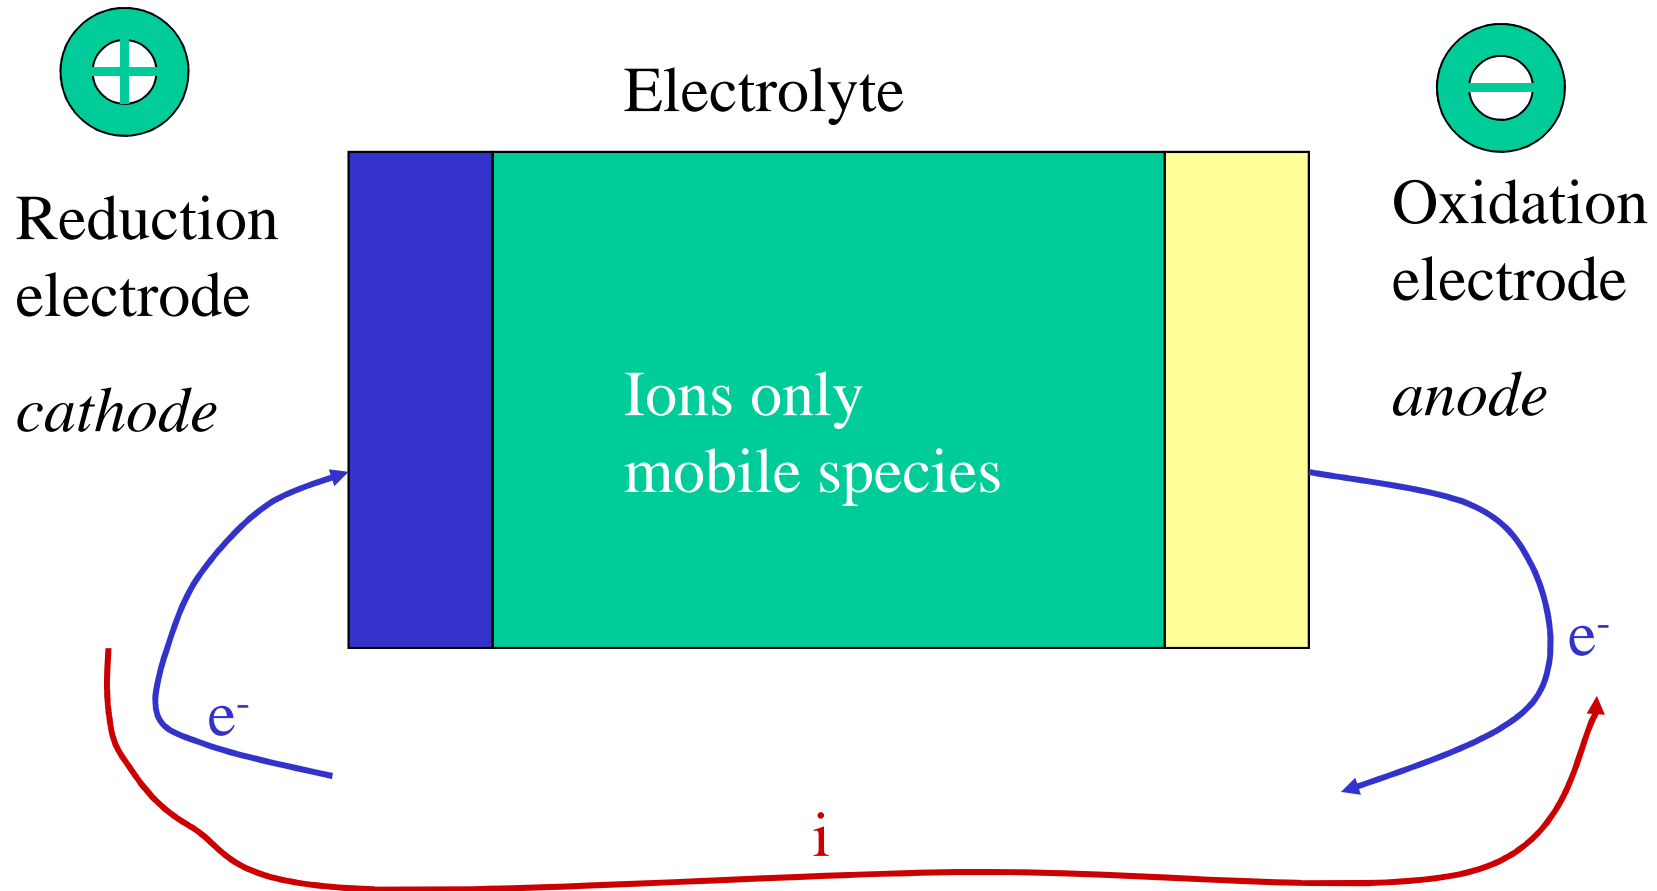 Electrolyte
Reduction
electrode
cathode
Oxidation
electrode
anode
Ions only
mobile species
e-
e-
i